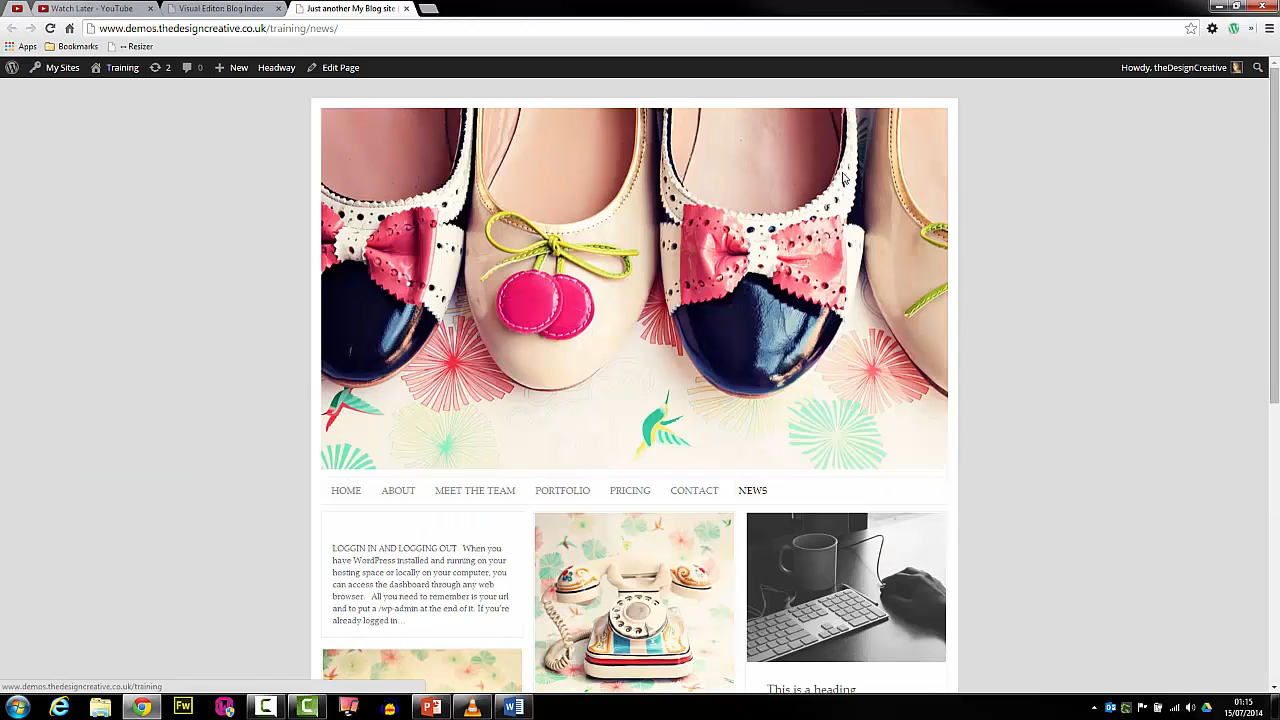 Watch Later - YouTube
Visual Editor: Blog Index
Just another My Blog site
www.demos.thedesigncreative.co.uk/training/news/
Apps
Bookmarks
↔ Resizer
My Sites
Training
2
0
New
Headway
Edit Page
Howdy, theDesignCreative
HOME
ABOUT
MEET THE TEAM
PORTFOLIO
PRICING
CONTACT
NEWS
LOGGIN IN AND LOGGING OUT When you
have WordPress installed and running on your
hosting space or locally on your computer, you
can access the dashboard through any web
browser. All you need to remember is your url
and to put a /wp-admin at the end of it. If you're
already logged in...
This is a heading
www.demos.thedesigncreative.co.uk/training
Fw
01:15
15/07/2014